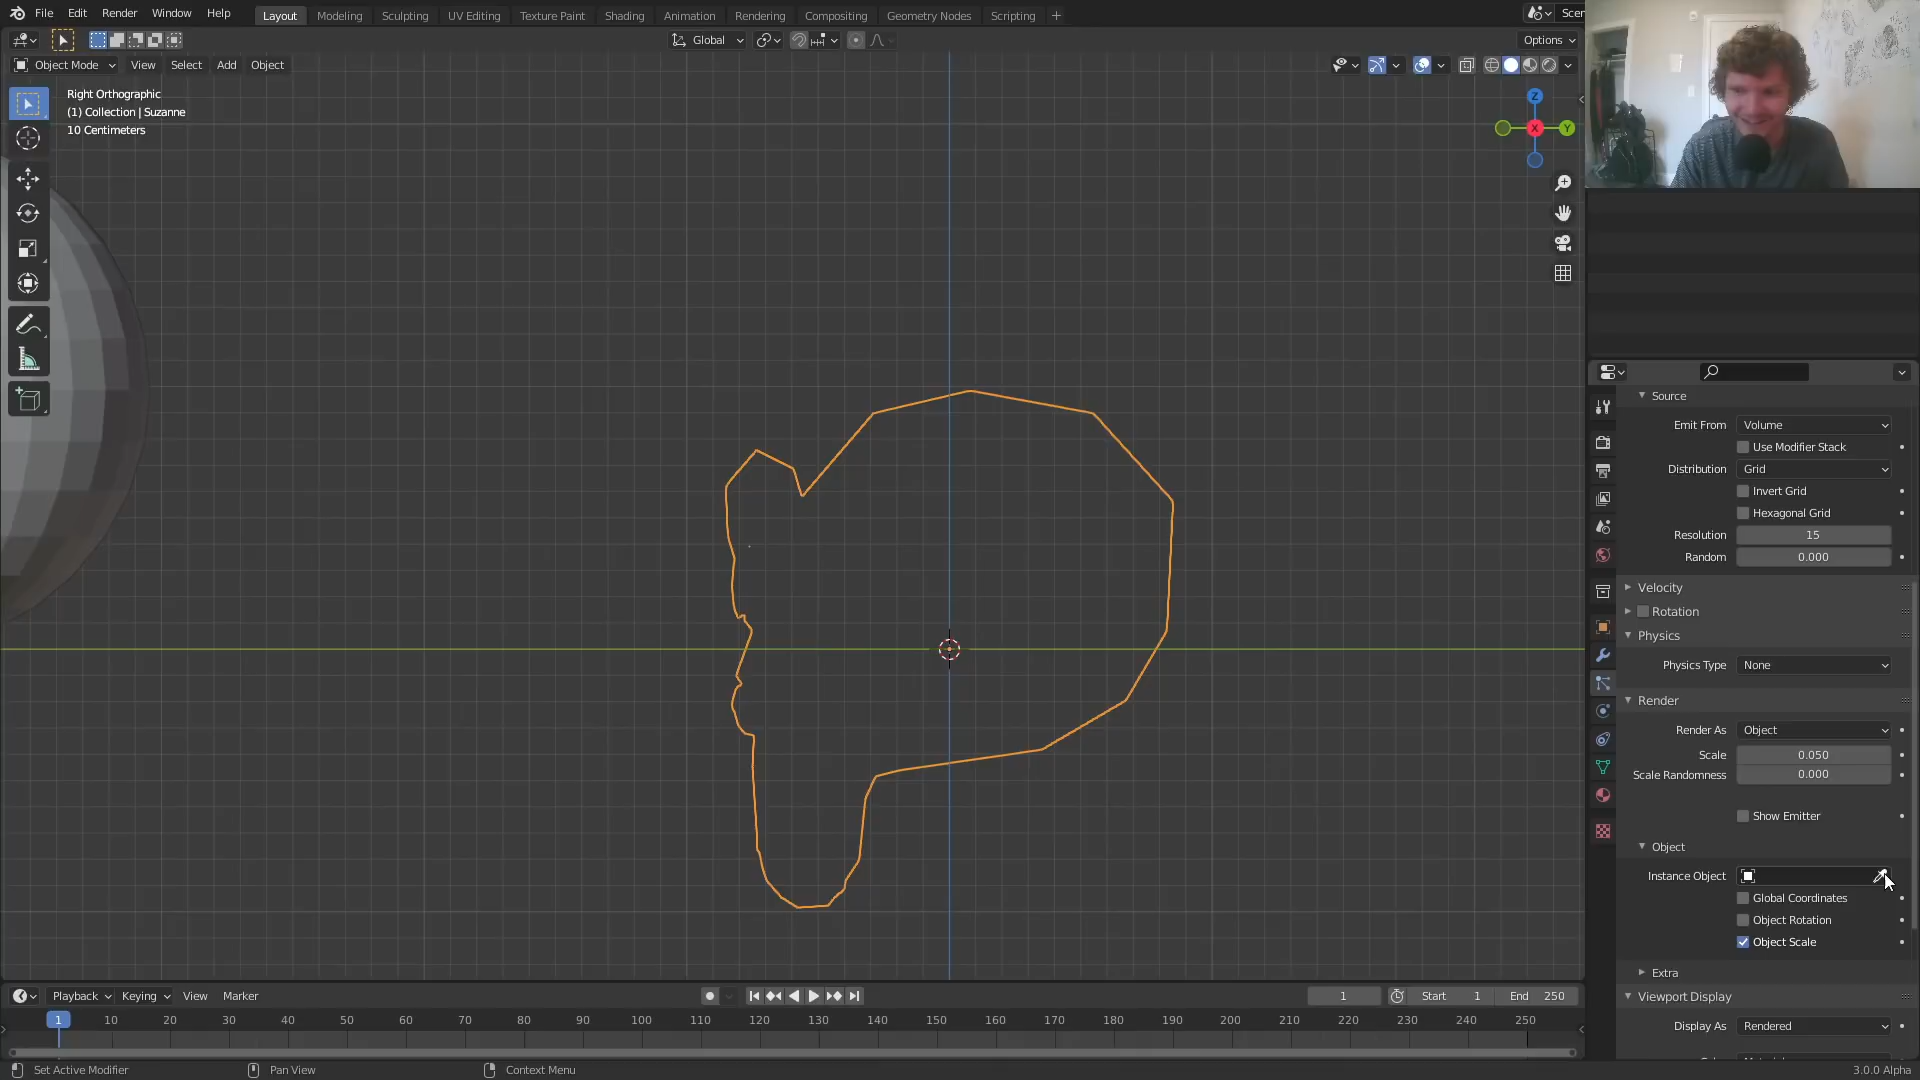 File Edit Render Window Help Layout Modeling Sculpting UV Editing Texture Paint Shading Animation Rendering Compositing Geometry Nodes Scripting + Scen
Global Options
Object Mode View Select Add Object
Right Orthographic
(1) Collection | Suzanne
10 Centimeters
Z
X
Y
Source
Emit From Volume
Use Modifier Stack
Distribution Grid
Invert Grid
Hexagonal Grid
Resolution 15
Random 0.000
Velocity
Rotation
Physics
Physics Type None
Render
Render As Object
Scale 0.050
Scale Randomness 0.000
Show Emitter
Object
Instance Object
Global Coordinates
Object Rotation
Object Scale
Extra
Viewport Display
Display As Rendered
Playback Keying View Marker 1 Start 1 End 250
1 10 20 30 40 50 60 70 80 90 100 110 120 130 140 150 160 170 180 190 200 210 220 230 240 250
Set Active Modifier Pan View Context Menu 3.0.0 Alpha